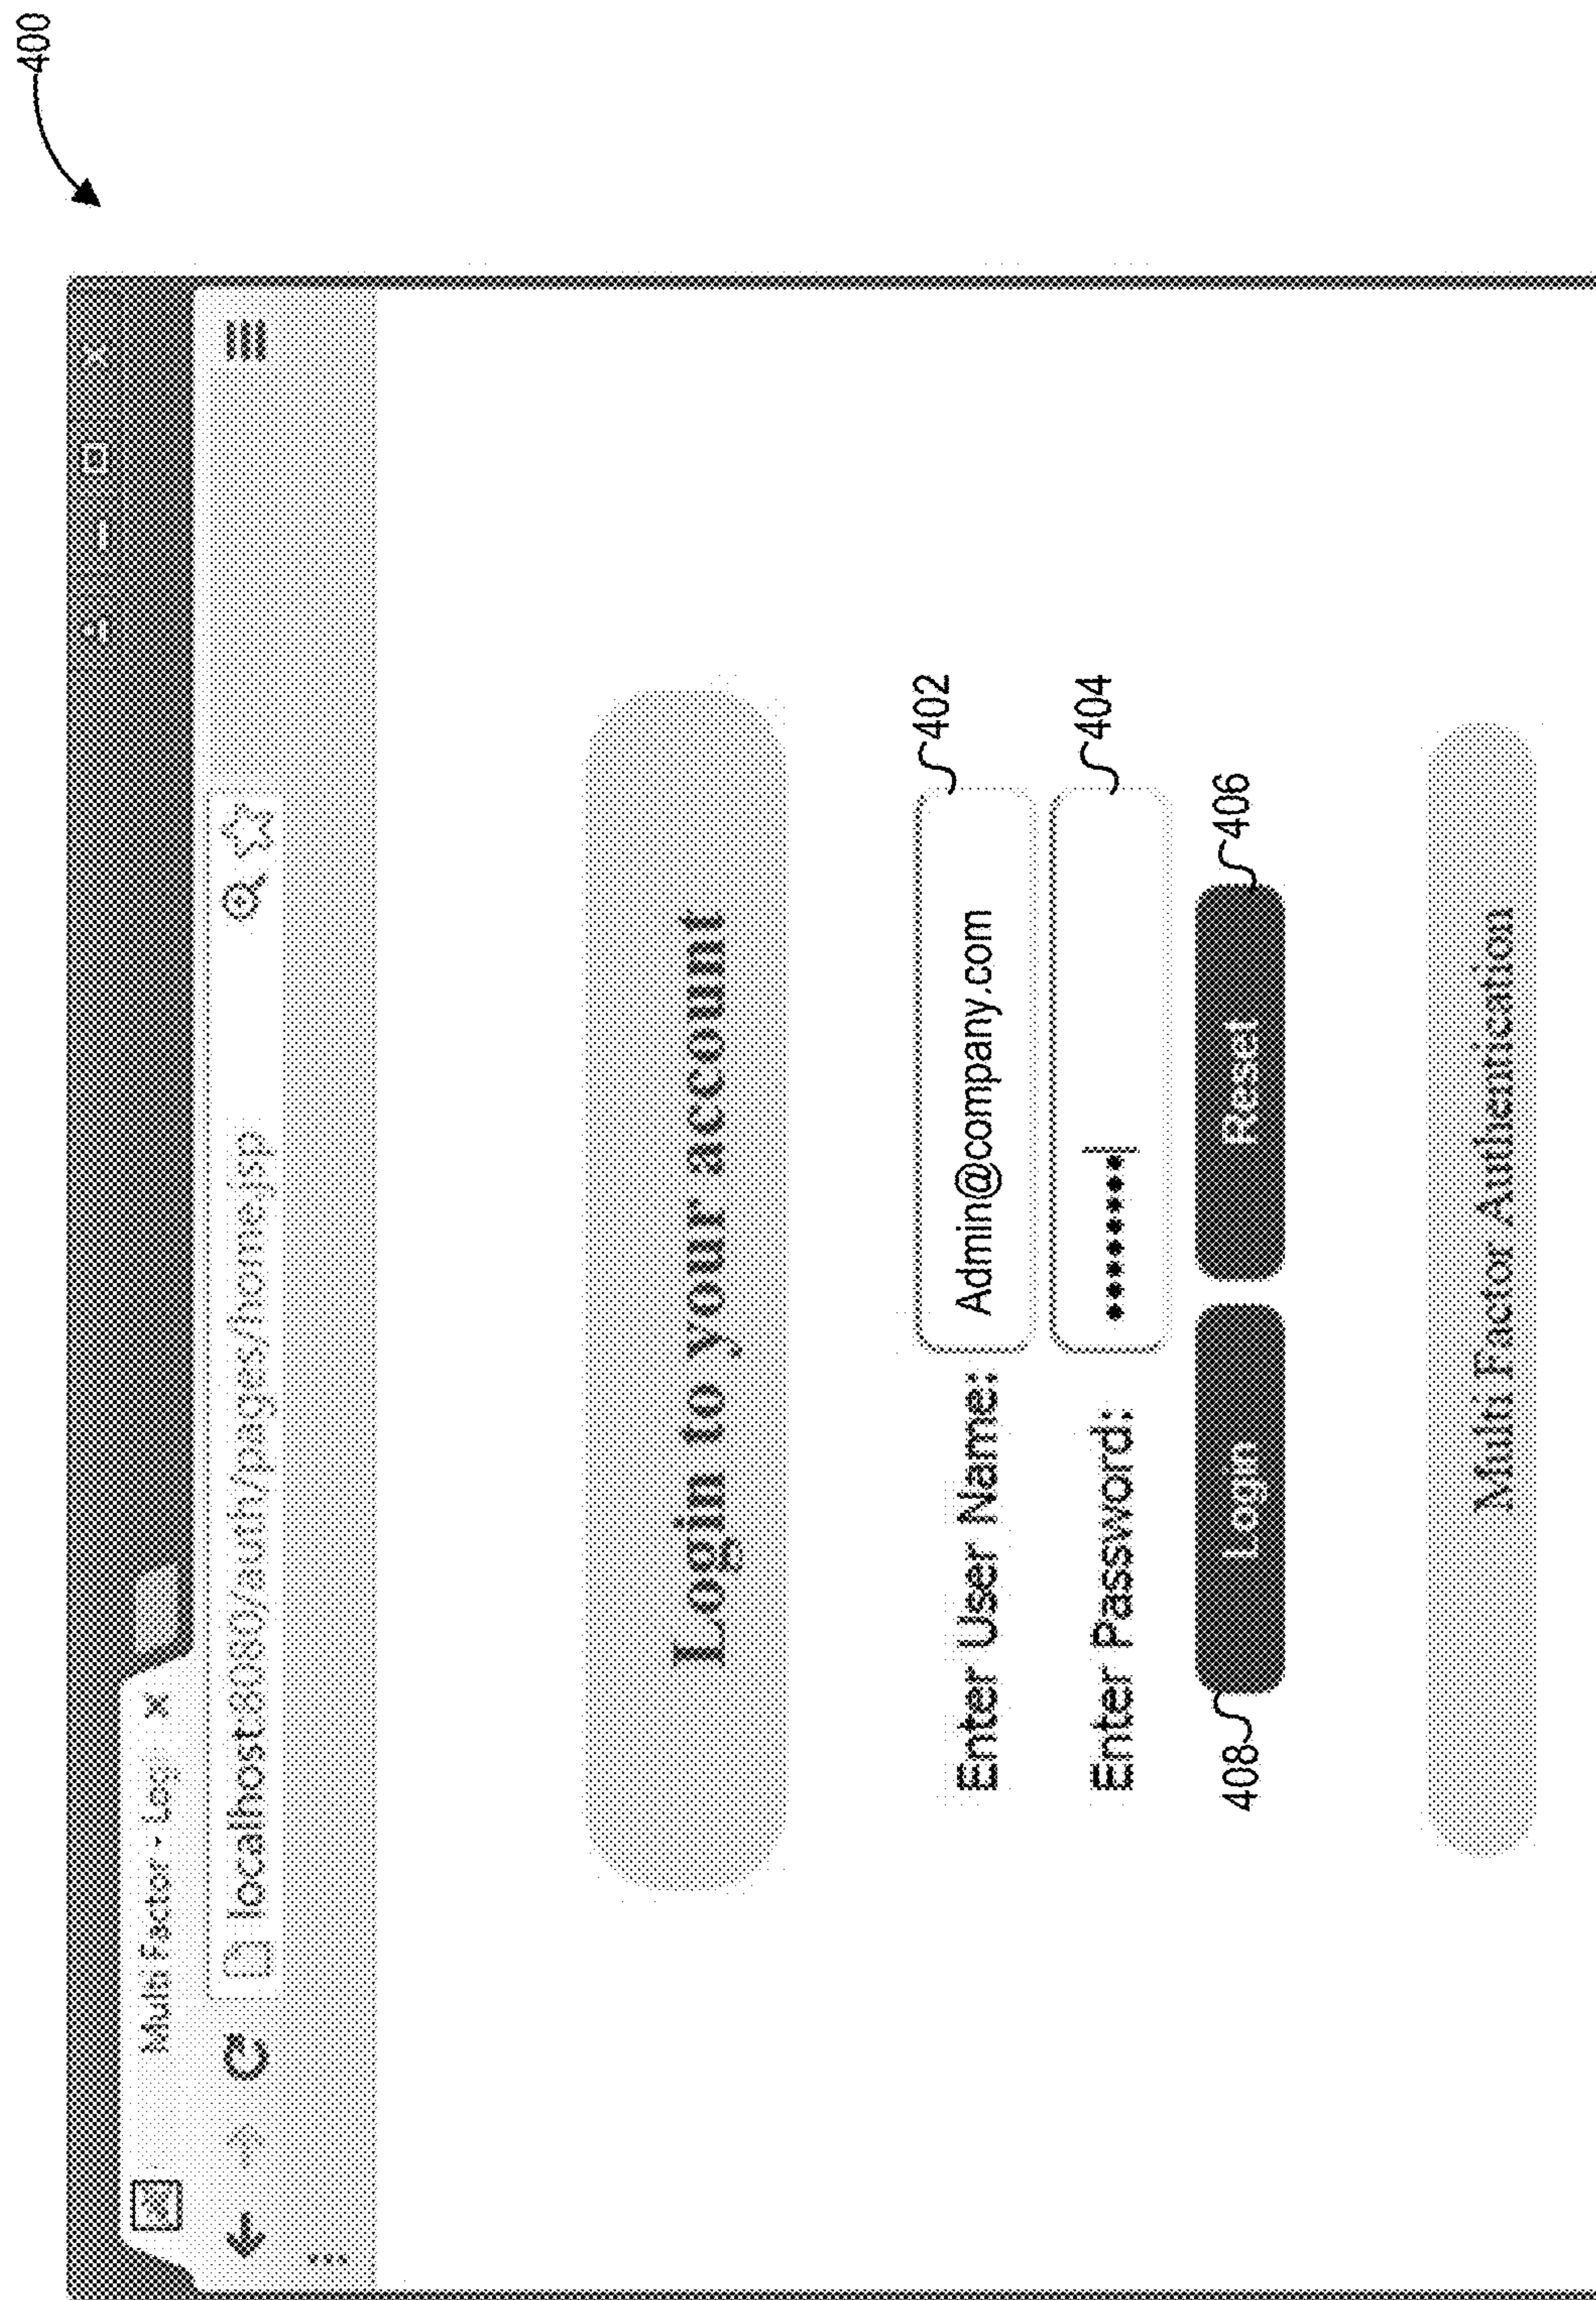 400
Multi Factor - Log x
localhost:8080/auth/pages/home.jsp
Login to your account
Enter User Name: Admin@company.com 402
Enter Password: •••••••• 404
408 Login Reset 406
Multi Factor Authentication